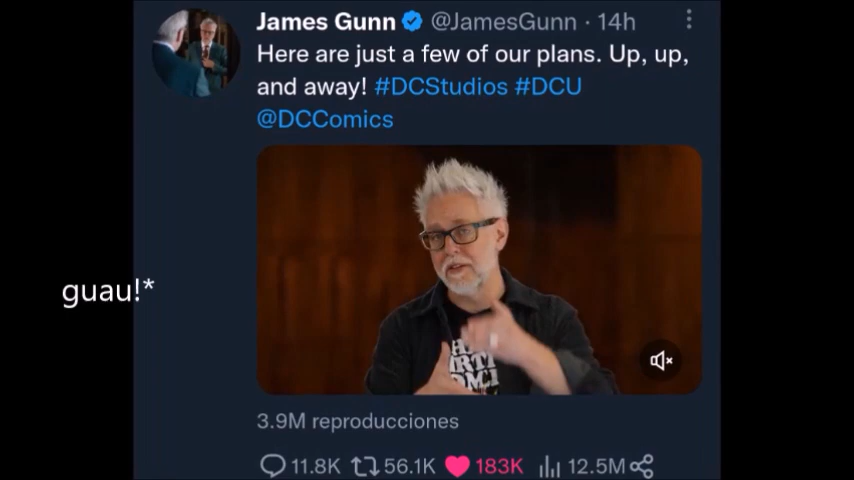 James Gunn @JamesGunn · 14h
Here are just a few of our plans. Up, up,
and away! #DCStudios #DCU
@DCComics
guau!*
3.9M reproducciones
11.8K 56.1K 183K 12.5M